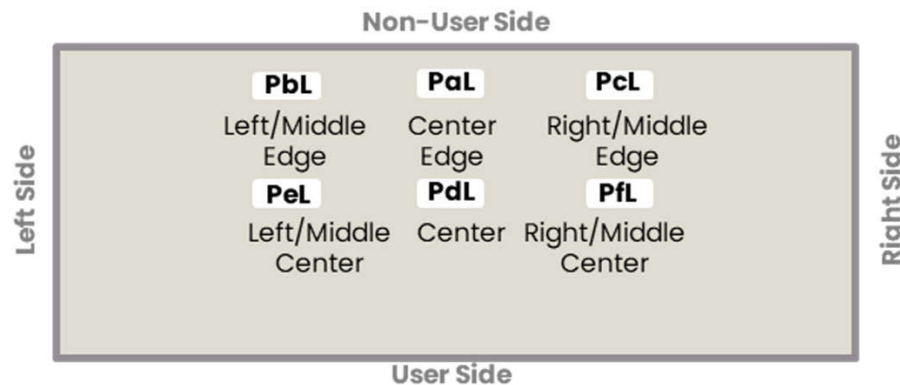 Non-User Side
PbL PaL PcL
Left/Middle Center Right/Middle
Edge Edge Edge
PeL PdL PfL
Left/Middle Center Right/Middle
Center Center
Left Side
Right Side
User Side